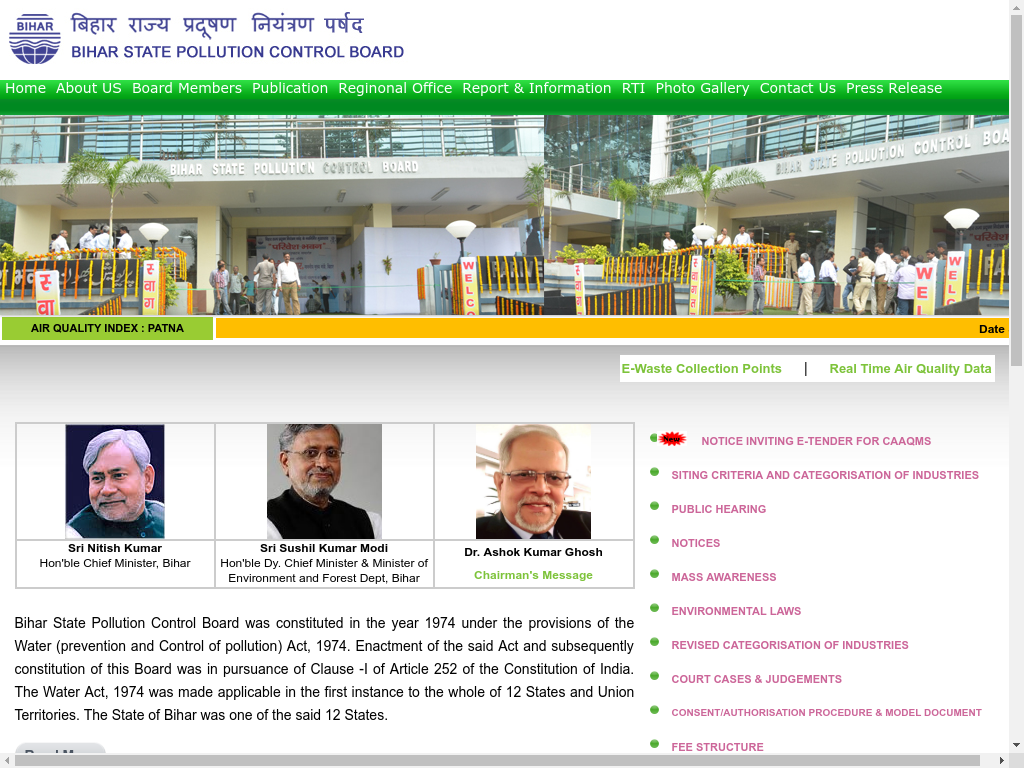 BIHAR
बिहार राज्य प्रदूषण नियंत्रण पर्षद
BIHAR STATE POLLUTION CONTROL BOARD
Home About US Board Members Publication Reginonal Office Report & Information RTI Photo Gallery Contact Us Press Release
BIHAR STATE POLLUTION CONTROL BOARD
BIHAR STATE POLLUTION CONTROL BOA
AIR QUALITY INDEX : PATNA
Date
E-Waste Collection Points | Real Time Air Quality Data
Sri Nitish Kumar
Hon'ble Chief Minister, Bihar
Sri Sushil Kumar Modi
Hon'ble Dy. Chief Minister & Minister of
Environment and Forest Dept, Bihar
Dr. Ashok Kumar Ghosh
Chairman's Message
Bihar State Pollution Control Board was constituted in the year 1974 under the provisions of the
Water (prevention and Control of pollution) Act, 1974. Enactment of the said Act and subsequently
constitution of this Board was in pursuance of Clause -I of Article 252 of the Constitution of India.
The Water Act, 1974 was made applicable in the first instance to the whole of 12 States and Union
Territories. The State of Bihar was one of the said 12 States.
New
NOTICE INVITING E-TENDER FOR CAAQMS
SITING CRITERIA AND CATEGORISATION OF INDUSTRIES
PUBLIC HEARING
NOTICES
MASS AWARENESS
ENVIRONMENTAL LAWS
REVISED CATEGORISATION OF INDUSTRIES
COURT CASES & JUDGEMENTS
CONSENT/AUTHORISATION PROCEDURE & MODEL DOCUMENT
FEE STRUCTURE